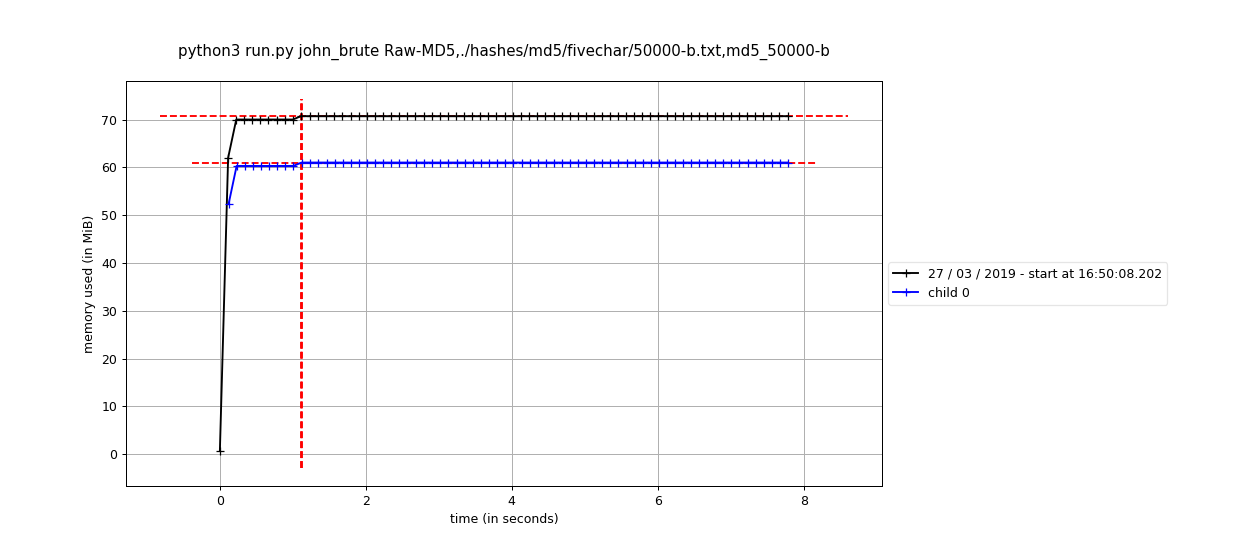 python3 run.py john_brute Raw-MD5,./hashes/md5/fivechar/50000-b.txt,md5_50000-b
70
60
50
40
30
20
10
0
memory used (in MiB)
0 2 4 6 8
time (in seconds)
27 / 03 / 2019 - start at 16:50:08.202
child 0